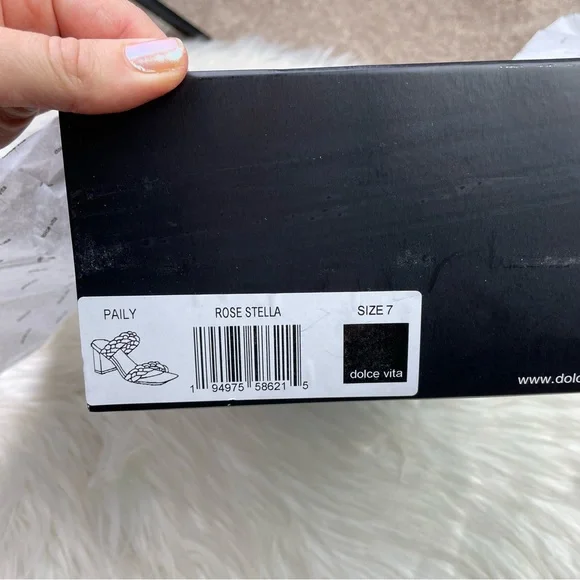 PAILY
ROSE STELLA
SIZE 7
1 94975 58621 5
dolce vita
www.dolc